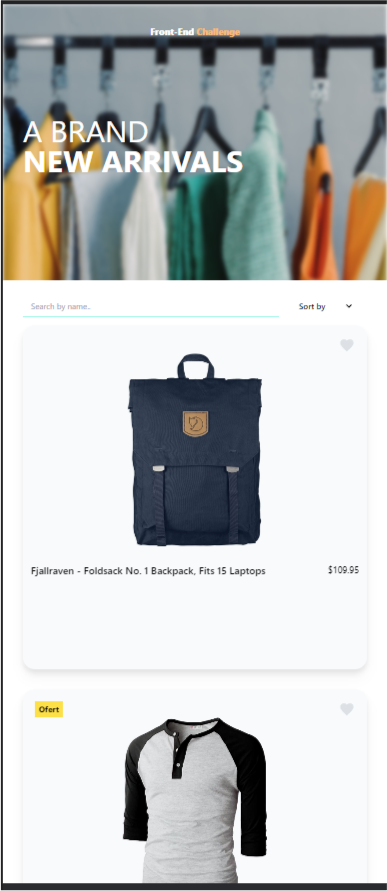 Front-End Challenge
A BRAND
NEW ARRIVALS
Search by name..
Sort by
Fjallraven - Foldsack No. 1 Backpack, Fits 15 Laptops
$109.95
Ofert